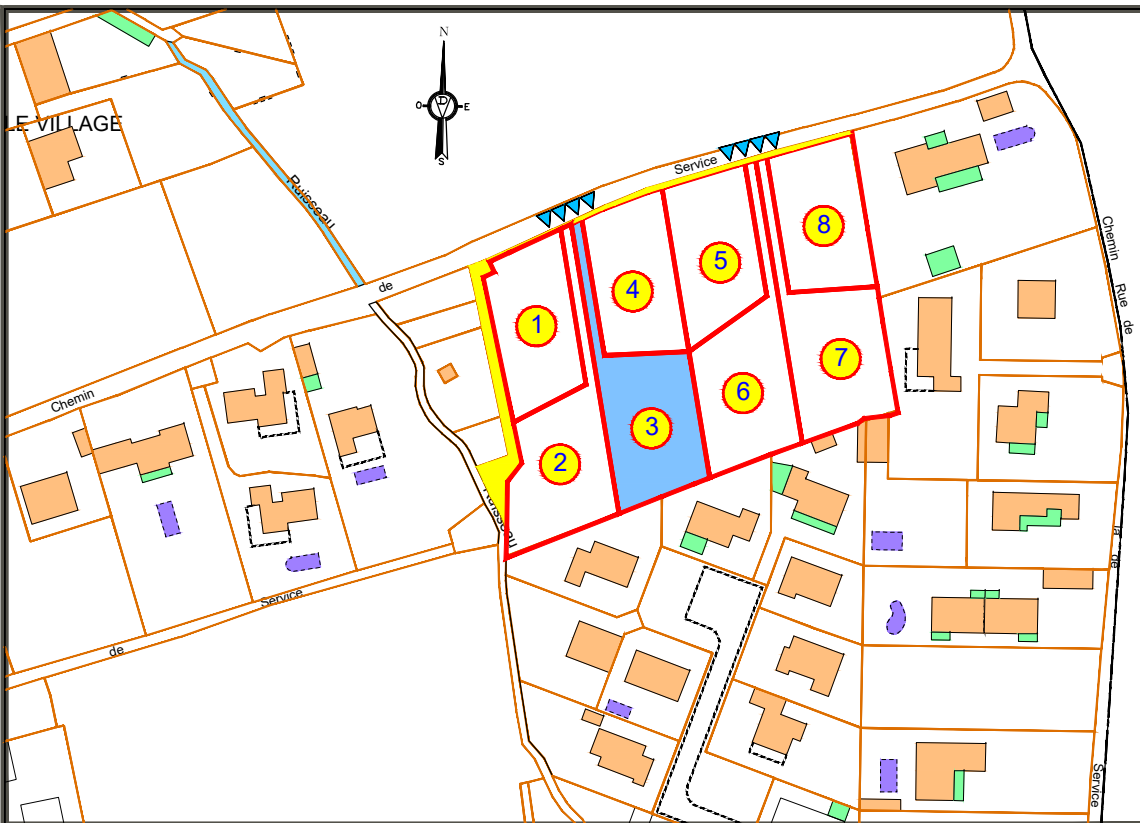 N
O
D
E
S
LE VILLAGE
Ruisseau
Service
de
Chemin
1
2
3
4
5
6
7
8
Chemin
Rue de
la de
Service
Ruisseau
Service
de